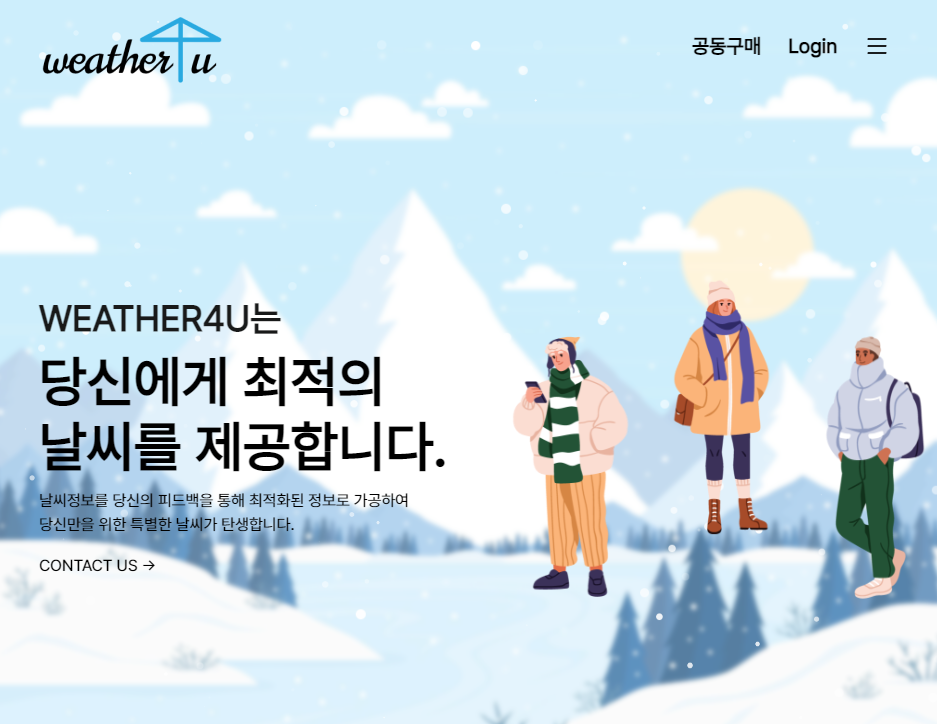 weather4u
공동구매
Login
WEATHER4U는
당신에게 최적의
날씨를 제공합니다.
날씨정보를 당신의 피드백을 통해 최적화된 정보로 가공하여
당신만을 위한 특별한 날씨가 탄생합니다.
CONTACT US →